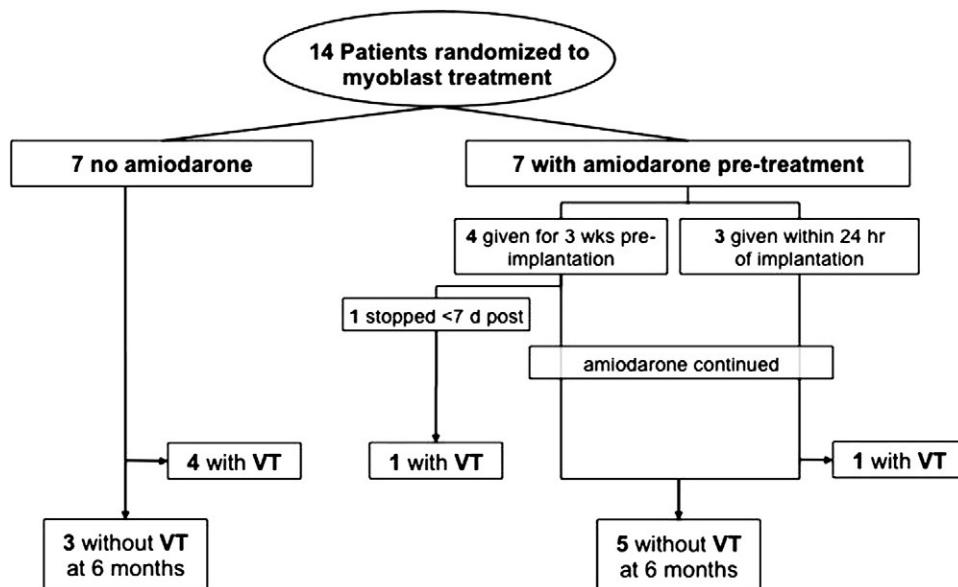 14 Patients randomized to
myoblast treatment
7 no amiodarone
7 with amiodarone pre-treatment
4 given for 3 wks pre-
implantation
3 given within 24 hr
of implantation
1 stopped <7 d post
amiodarone continued
4 with VT
1 with VT
1 with VT
3 without VT
at 6 months
5 without VT
at 6 months